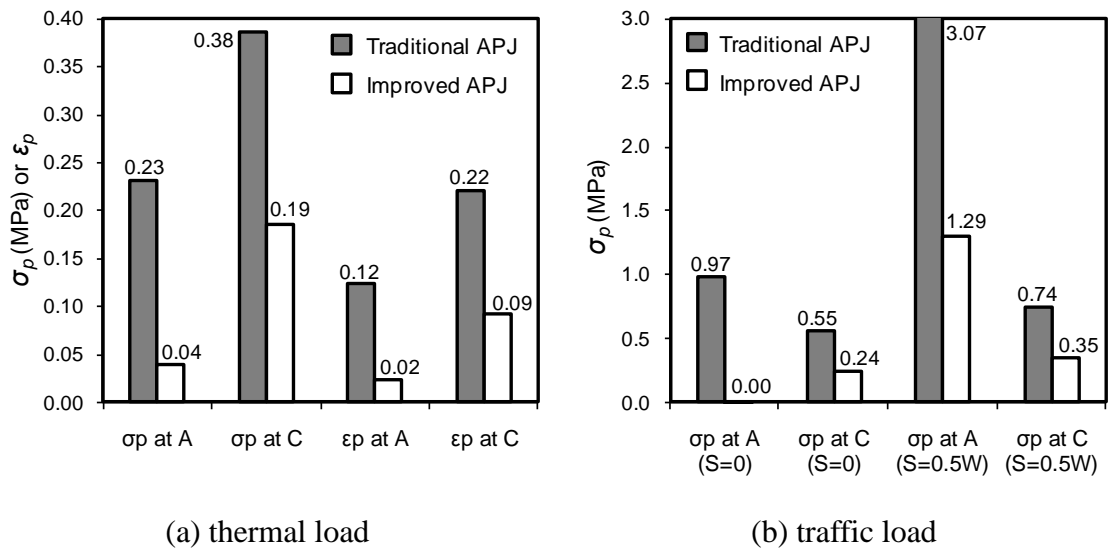 0.40
0.35
0.30
0.25
0.20
0.15
0.10
0.05
0.00
σp (MPa) or εp
0.38
Traditional APJ
Improved APJ
0.23
0.04
0.19
0.12
0.02
0.22
0.09
σp at A
σp at C
εp at A
εp at C
(a) thermal load
3.0
2.5
2.0
1.5
1.0
0.5
0.0
σp (MPa)
Traditional APJ
Improved APJ
3.07
0.97
0.00
0.55
0.24
1.29
0.74
0.35
σp at A
(S=0)
σp at C
(S=0)
σp at A
(S=0.5W)
σp at C
(S=0.5W)
(b) traffic load